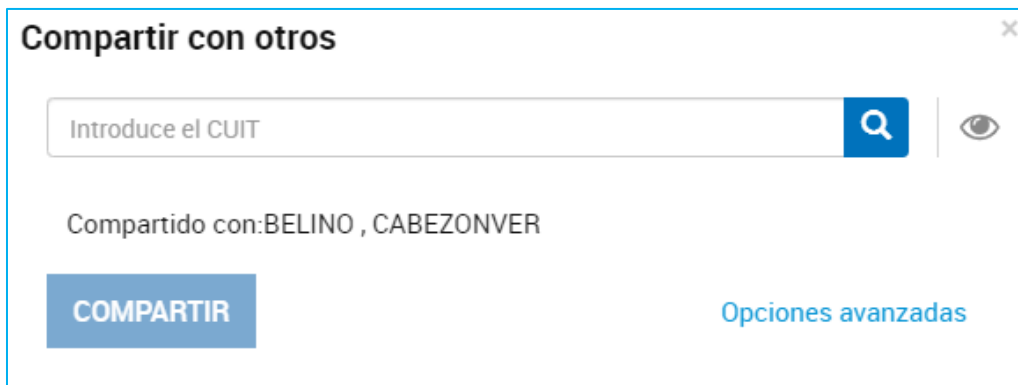 Compartir con otros
×
Introduce el CUIT
Compartido con:BELINO , CABEZONVER
COMPARTIR
Opciones avanzadas